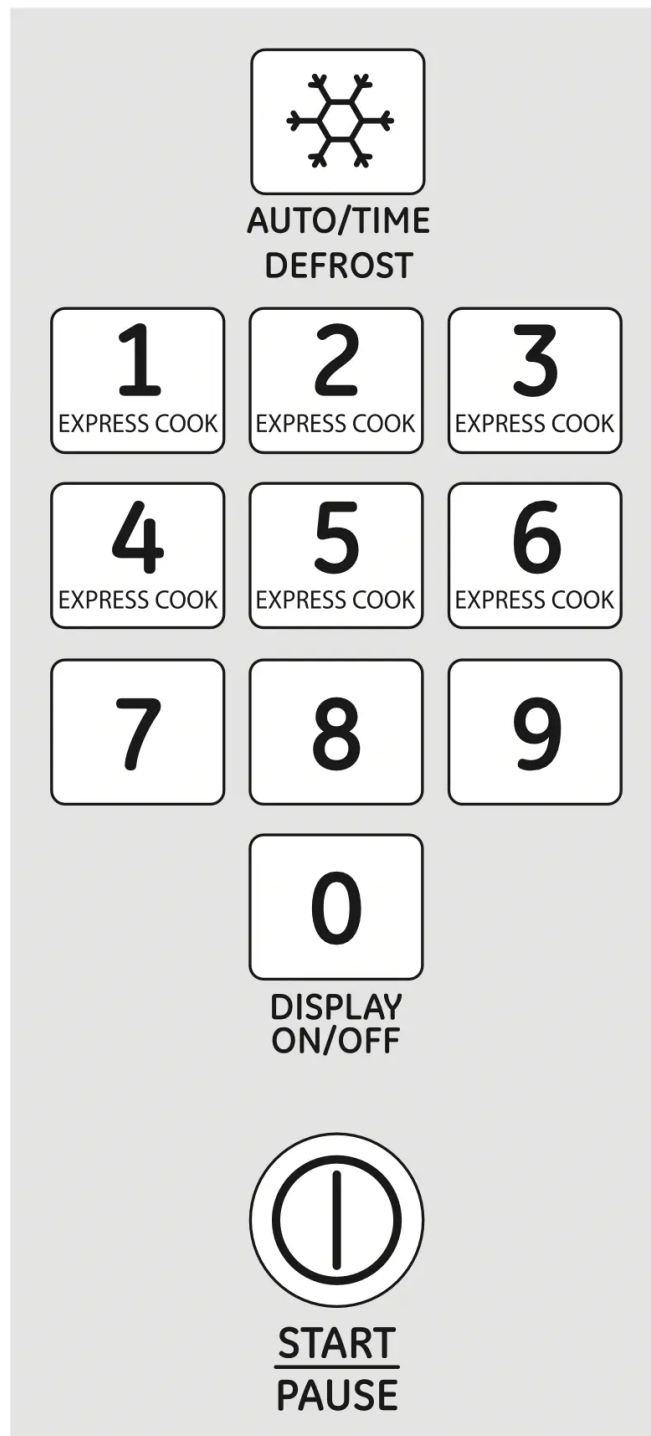 AUTO/TIME
DEFROST
1 2 3
EXPRESS COOK EXPRESS COOK EXPRESS COOK
4 5 6
EXPRESS COOK EXPRESS COOK EXPRESS COOK
7 8 9
0
DISPLAY
ON/OFF
START
PAUSE